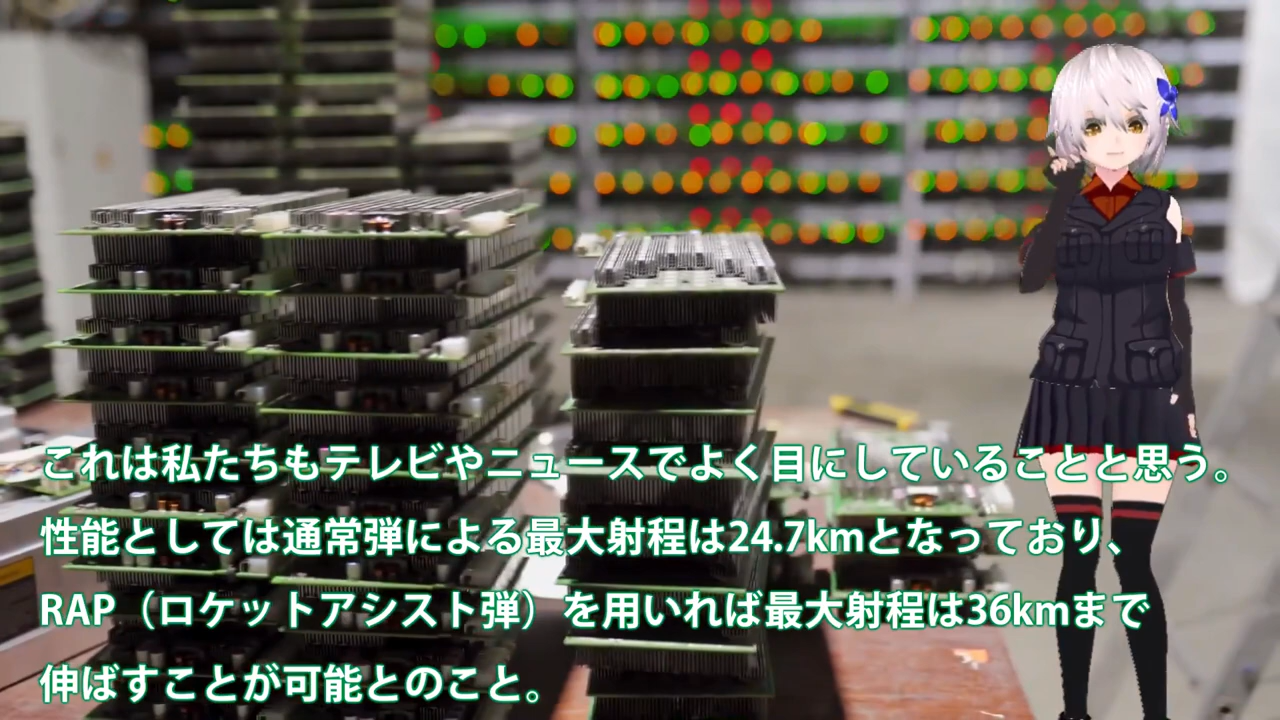 これは私たちもテレビやニュースでよく目にしていることと思う。
性能としては通常弾による最大射程は24.7kmとなっており、
RAP（ロケットアシスト弾）を用いれば最大射程は36kmまで
伸ばすことが可能とのこと。